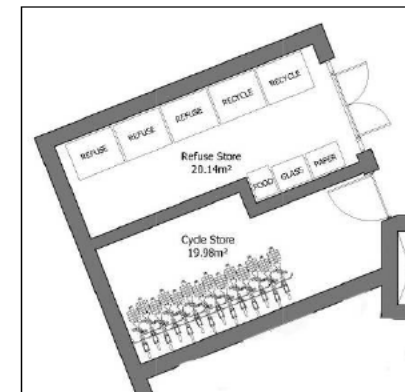 REFUSE
REFUSE
REFUSE
RECYCLE
RECYCLE
Refuse Store
20.14m²
FOOD
GLASS
PAPER
Cycle Store
19.98m²